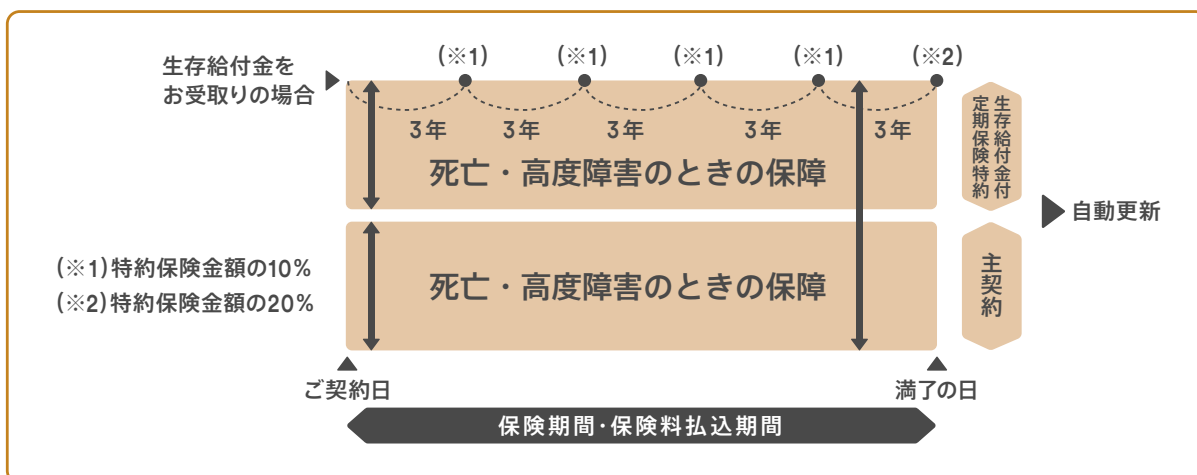 (※1) (※1) (※1) (※1) (※2)
生存給付金を
お受取りの場合
3年 3年 3年 3年 3年
死亡・高度障害のときの保障
生存給付金付
定期保険特約
自動更新
(※1)特約保険金額の10%
(※2)特約保険金額の20%
死亡・高度障害のときの保障
主契約
ご契約日
満了の日
保険期間・保険料払込期間